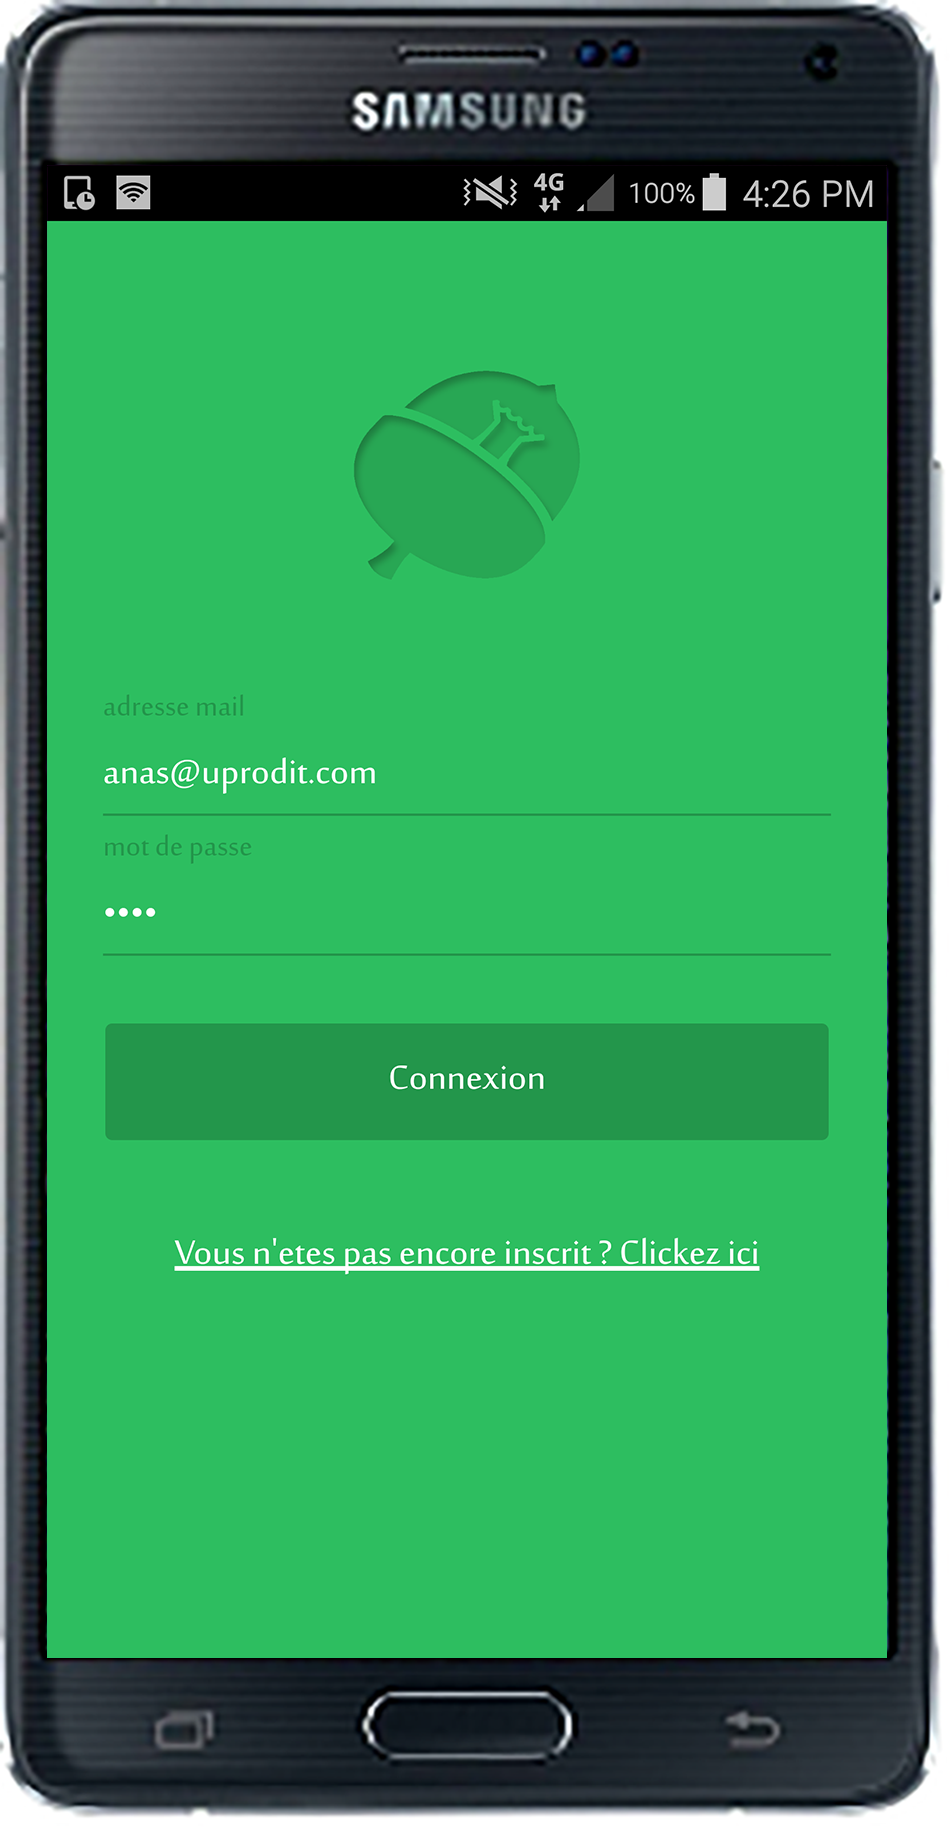 SAMSUNG
4G 100% 4:26 PM
adresse mail
anas@uprodit.com
mot de passe
••••
Connexion
Vous n'etes pas encore inscrit ? Clickez ici